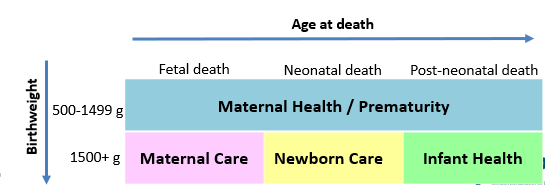 Age at death
Fetal death Neonatal death Post-neonatal death
Birthweight
500-1499 g Maternal Health / Prematurity
1500+ g Maternal Care Newborn Care Infant Health